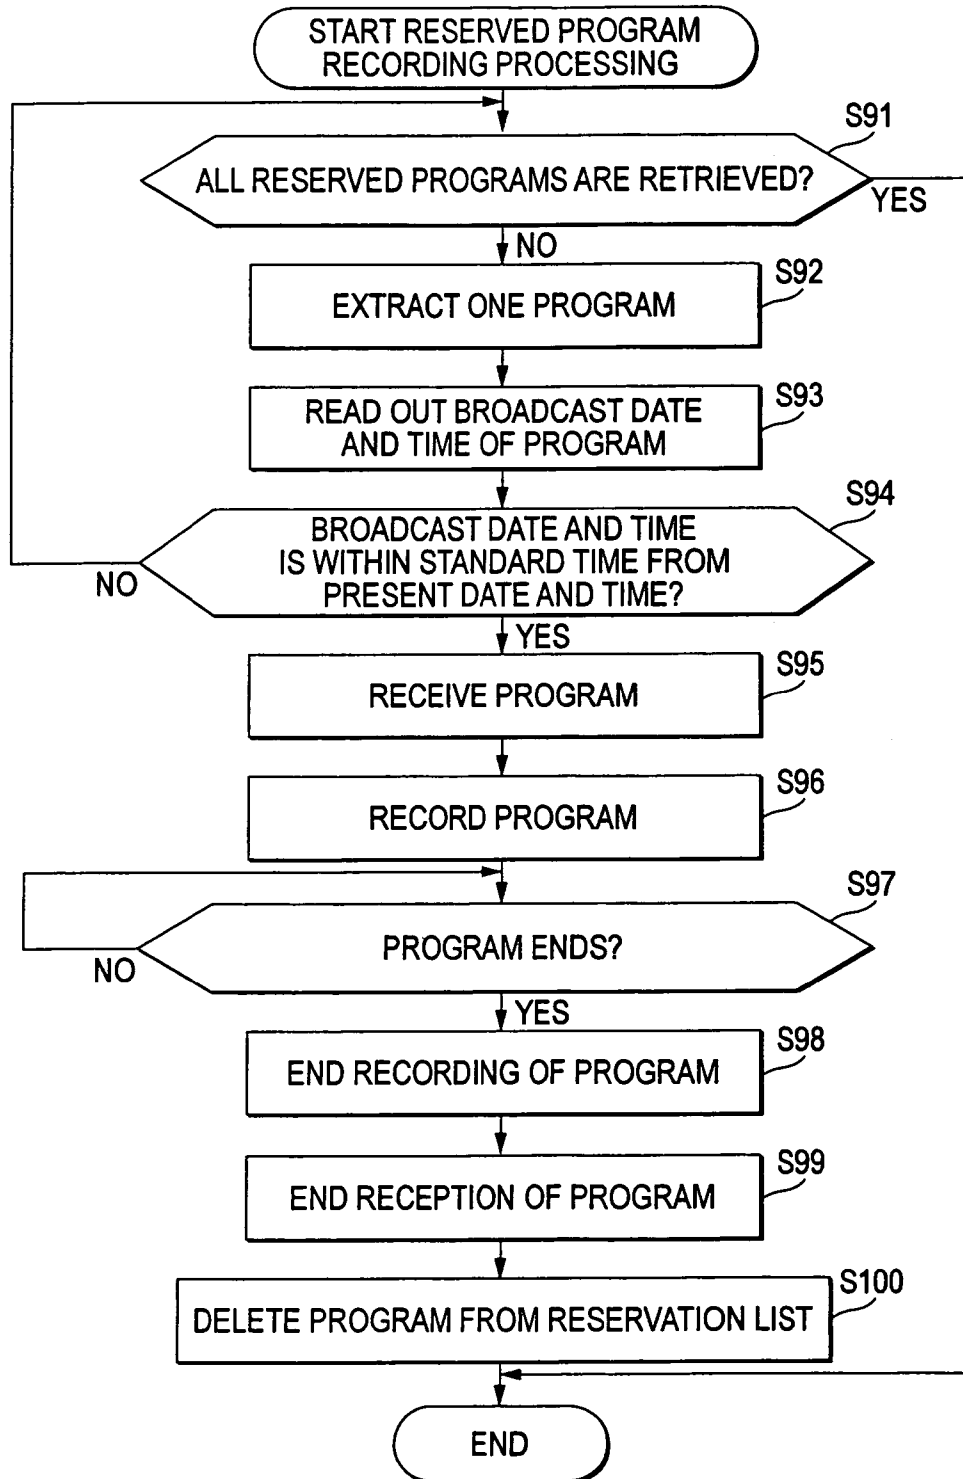 START RESERVED PROGRAM
RECORDING PROCESSING
S91
ALL RESERVED PROGRAMS ARE RETRIEVED?
YES
NO
S92
EXTRACT ONE PROGRAM
S93
READ OUT BROADCAST DATE
AND TIME OF PROGRAM
S94
BROADCAST DATE AND TIME
IS WITHIN STANDARD TIME FROM
PRESENT DATE AND TIME?
NO
YES
S95
RECEIVE PROGRAM
S96
RECORD PROGRAM
S97
PROGRAM ENDS?
NO
YES
S98
END RECORDING OF PROGRAM
S99
END RECEPTION OF PROGRAM
S100
DELETE PROGRAM FROM RESERVATION LIST
END